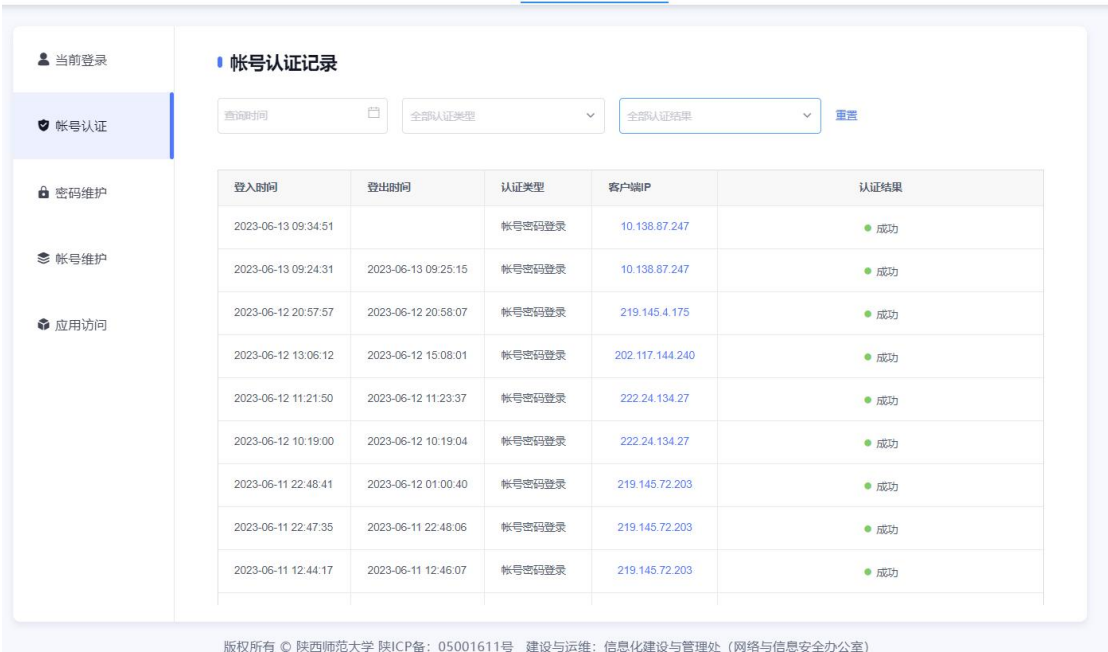 当前登录
帐号认证
密码维护
帐号维护
应用访问
帐号认证记录
查询时间 全部认证类型 全部认证结果 重置
登入时间 登出时间 认证类型 客户端IP 认证结果
2023-06-13 09:34:51 帐号密码登录 10.138.87.247 成功
2023-06-13 09:24:31 2023-06-13 09:25:15 帐号密码登录 10.138.87.247 成功
2023-06-12 20:57:57 2023-06-12 20:58:07 帐号密码登录 219.145.4.175 成功
2023-06-12 13:06:12 2023-06-12 15:08:01 帐号密码登录 202.117.144.240 成功
2023-06-12 11:21:50 2023-06-12 11:23:37 帐号密码登录 222.24.134.27 成功
2023-06-12 10:19:00 2023-06-12 10:19:04 帐号密码登录 222.24.134.27 成功
2023-06-11 22:48:41 2023-06-12 01:00:40 帐号密码登录 219.145.72.203 成功
2023-06-11 22:47:35 2023-06-11 22:48:06 帐号密码登录 219.145.72.203 成功
2023-06-11 12:44:17 2023-06-11 12:46:07 帐号密码登录 219.145.72.203 成功
版权所有 © 陕西师范大学 陕ICP备：05001611号 建设与运维：信息化建设与管理处（网络与信息安全办公室）